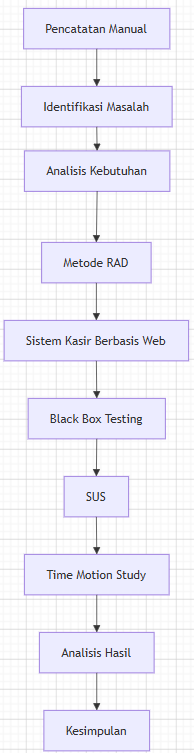 Pencatatan Manual
Identifikasi Masalah
Analisis Kebutuhan
Metode RAD
Sistem Kasir Berbasis Web
Black Box Testing
SUS
Time Motion Study
Analisis Hasil
Kesimpulan